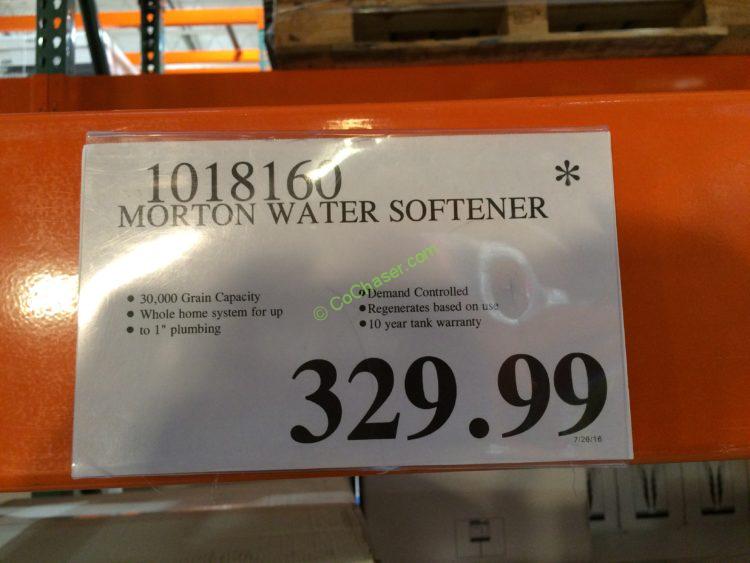 1018160 *
MORTON WATER SOFTENER
• 30,000 Grain Capacity
• Whole home system for up
• to 1" plumbing
• Demand Controlled
• Regenerates based on use
• 10 year tank warranty
© CoChaser.com
329.99
7/26/16